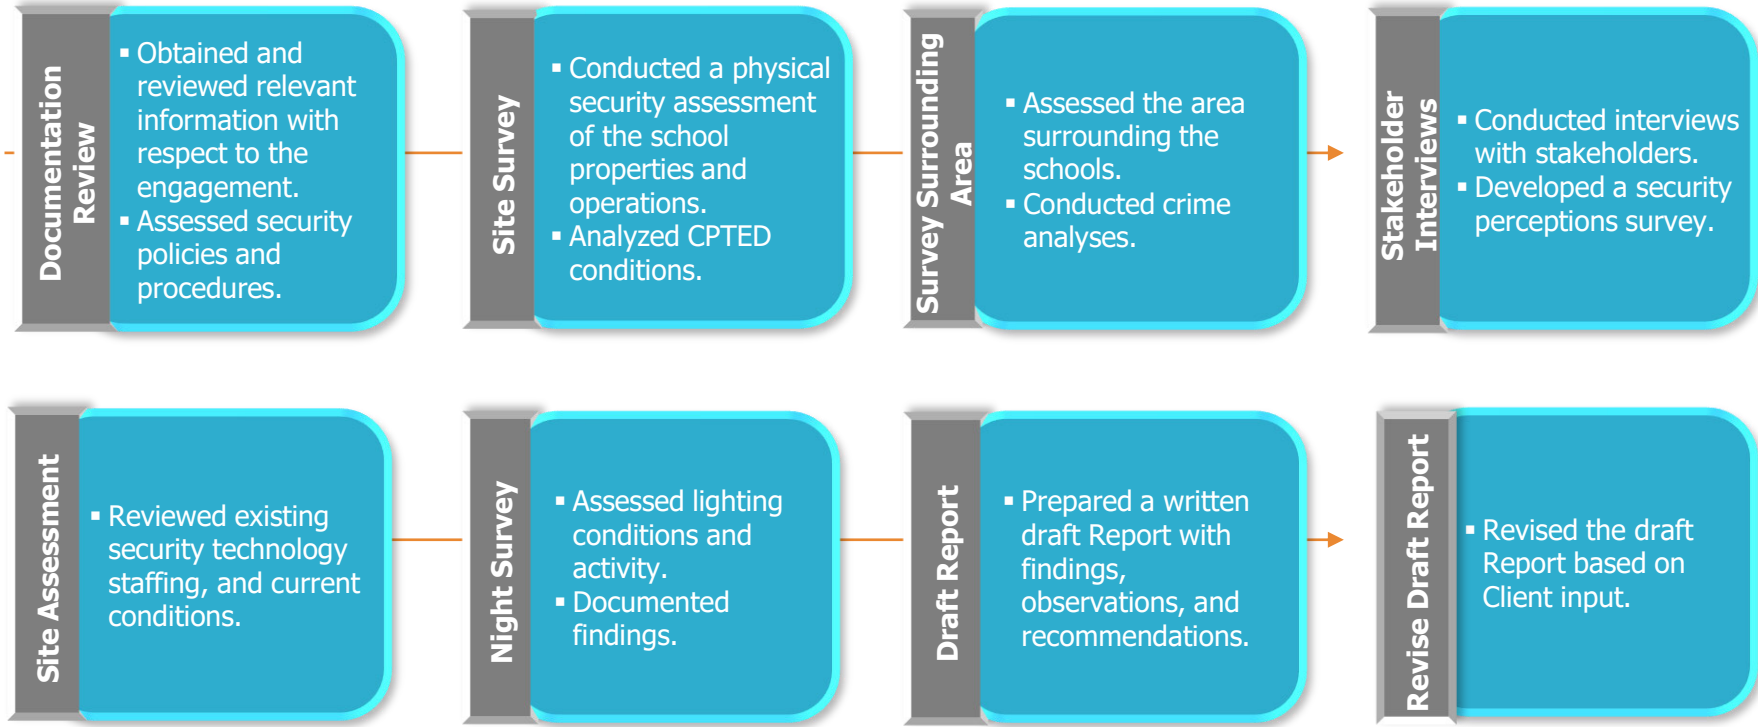 Documentation
Review
▪ Obtained and
reviewed relevant
information with
respect to the
engagement.
▪ Assessed security
policies and
procedures.
Site Survey
▪ Conducted a physical
security assessment
of the school
properties and
operations.
▪ Analyzed CPTED
conditions.
Survey Surrounding
Area
▪ Assessed the area
surrounding the
schools.
▪ Conducted crime
analyses.
Stakeholder
Interviews
▪ Conducted interviews
with stakeholders.
▪ Developed a security
perceptions survey.
Site Assessment
▪ Reviewed existing
security technology
staffing, and current
conditions.
Night Survey
▪ Assessed lighting
conditions and
activity.
▪ Documented
findings.
Draft Report
▪ Prepared a written
draft Report with
findings,
observations, and
recommendations.
Revise Draft Report
▪ Revised the draft
Report based on
Client input.